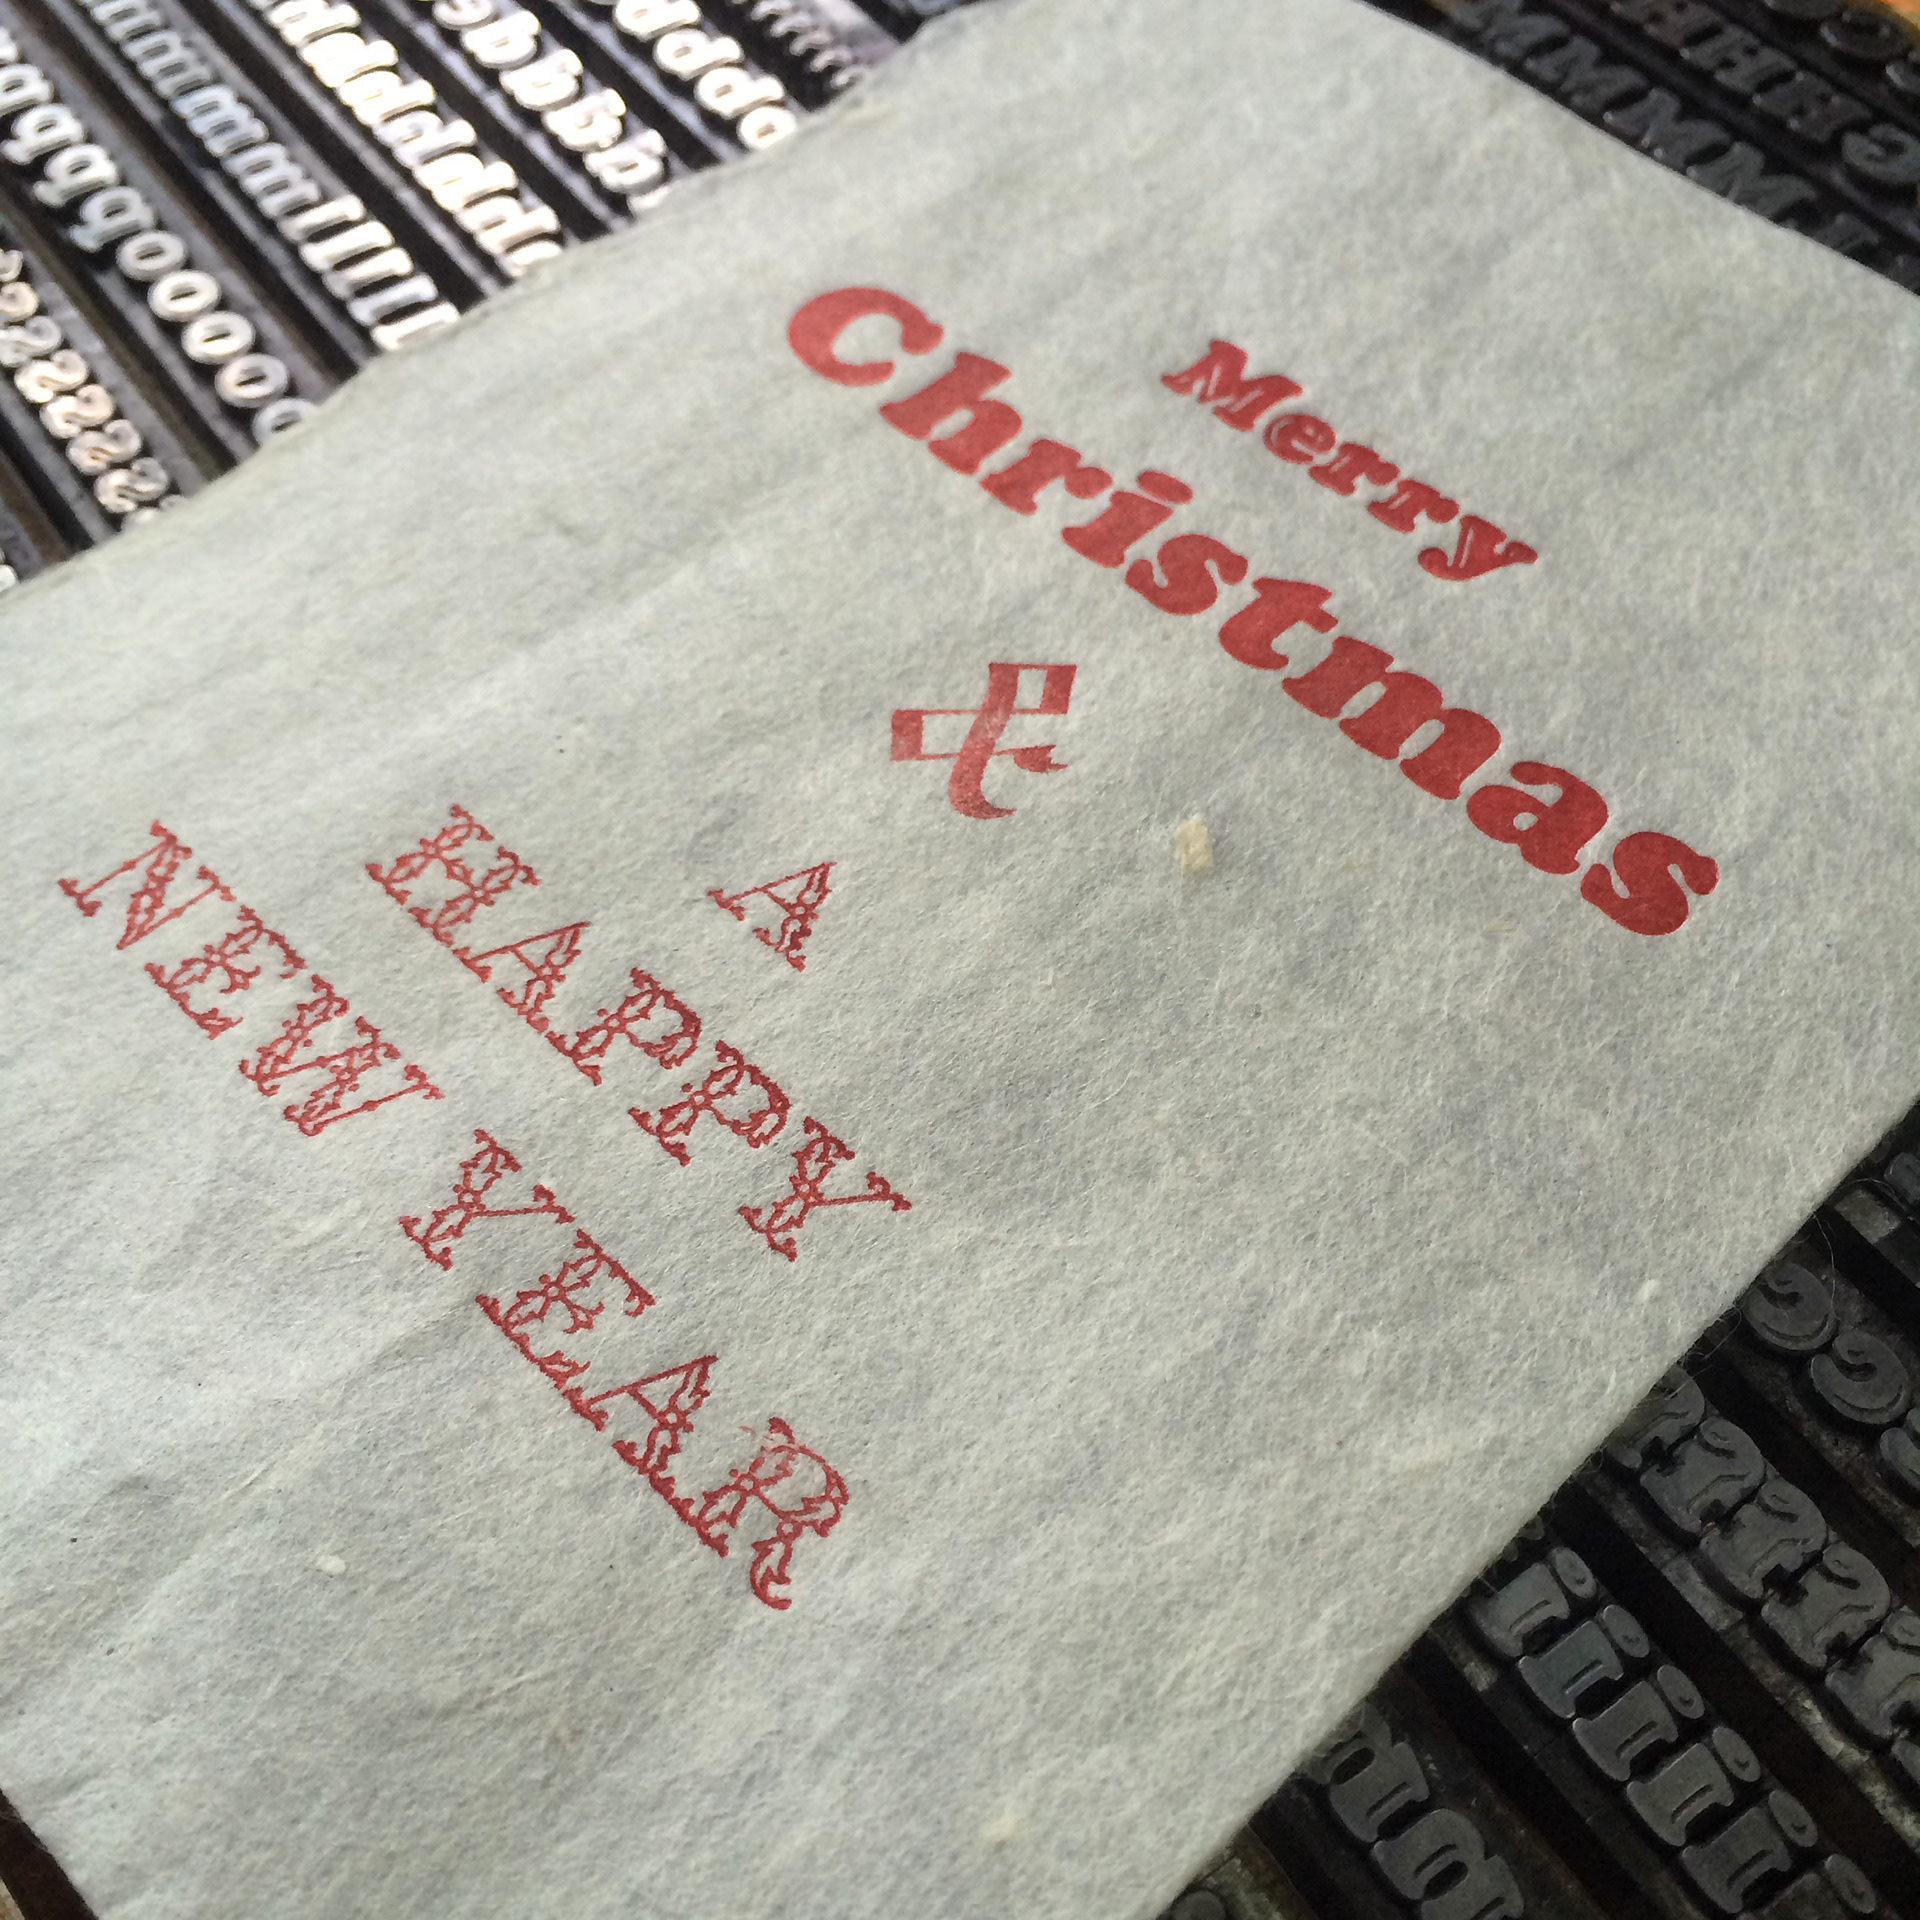 Merry
Christmas
&
A
HAPPY
NEW YEAR